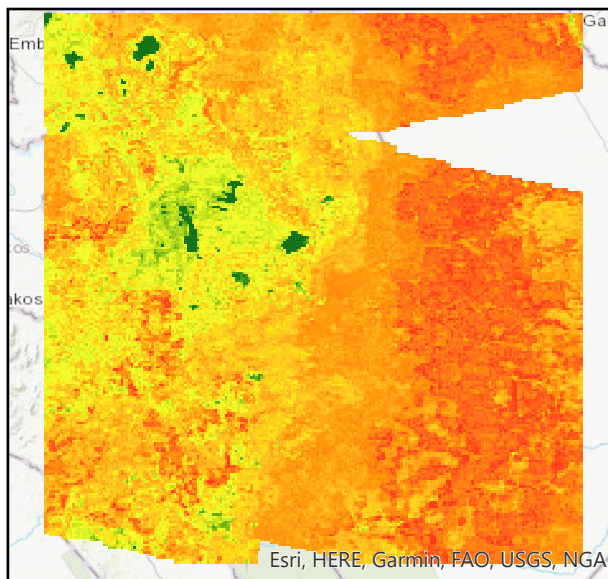 Emb
Ga
os
akos
Esri, HERE, Garmin, FAO, USGS, NGA